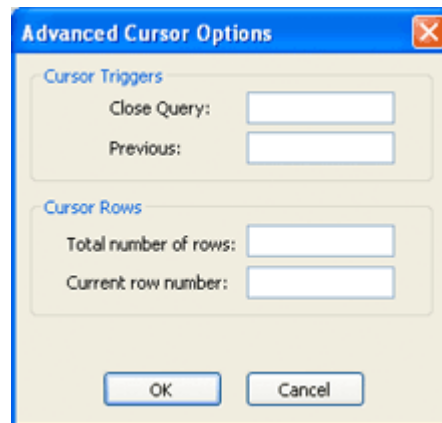 Advanced Cursor Options
Cursor Triggers
Close Query:
Previous:
Cursor Rows
Total number of rows:
Current row number:
OK Cancel